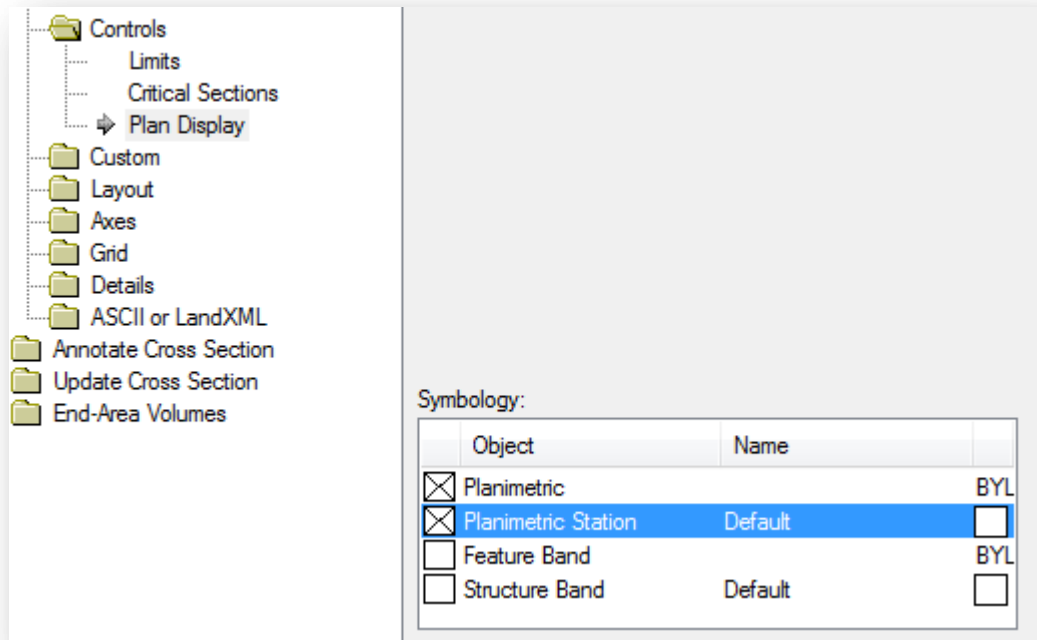 Controls
Limits
Critical Sections
Plan Display
Custom
Layout
Axes
Grid
Details
ASCII or LandXML
Annotate Cross Section
Update Cross Section
End-Area Volumes
Symbology:
Object Name
Planimetric BYL
Planimetric Station Default
Feature Band BYL
Structure Band Default